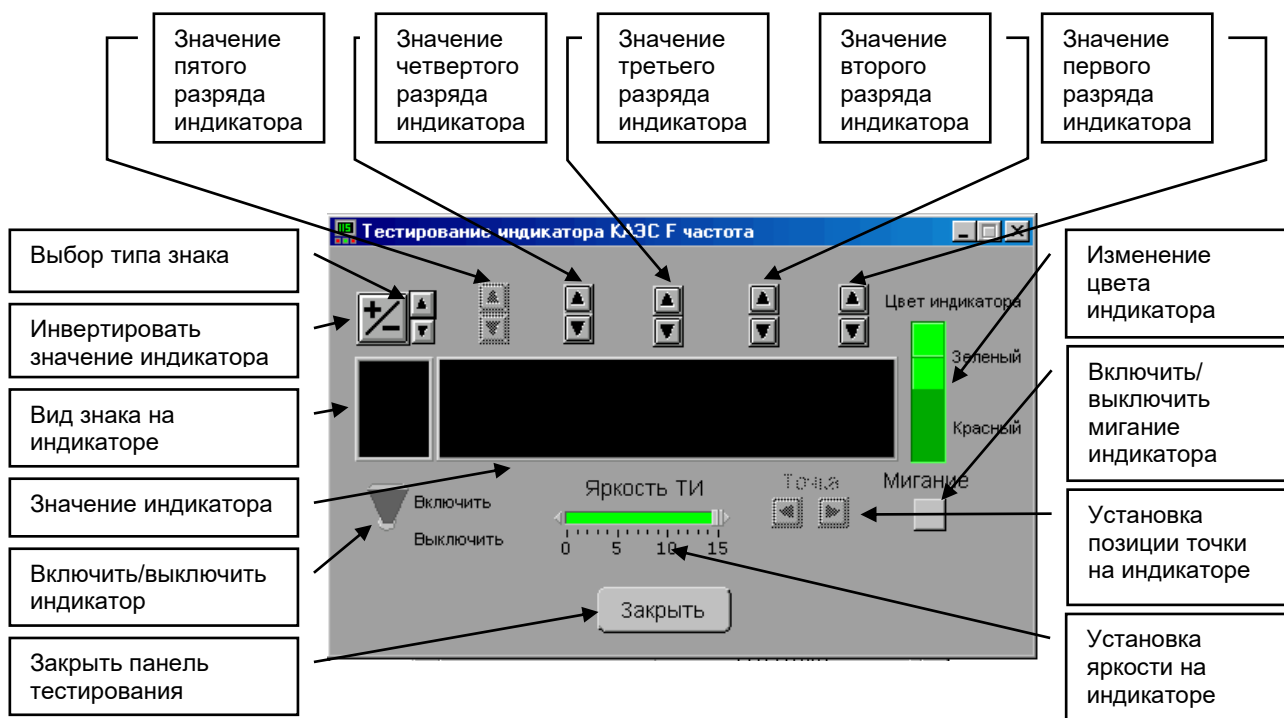 Значение
пятого
разряда
индикатора
Значение
четвертого
разряда
индикатора
Значение
третьего
разряда
индикатора
Значение
второго
разряда
индикатора
Значение
первого
разряда
индикатора
Выбор типа знака
Инвертировать
значение индикатора
Вид знака на
индикаторе
Значение индикатора
Включить/выключить
индикатор
Закрыть панель
тестирования
Тестирование индикатора КАЭС F частота
Цвет индикатора
Зеленый
Красный
Включить
Выключить
Яркость ТИ
0 5 10 15
Точка
Мигание
Закрыть
Изменение
цвета
индикатора
Включить/
выключить
мигание
индикатора
Установка
позиции точки
на индикаторе
Установка
яркости на
индикаторе